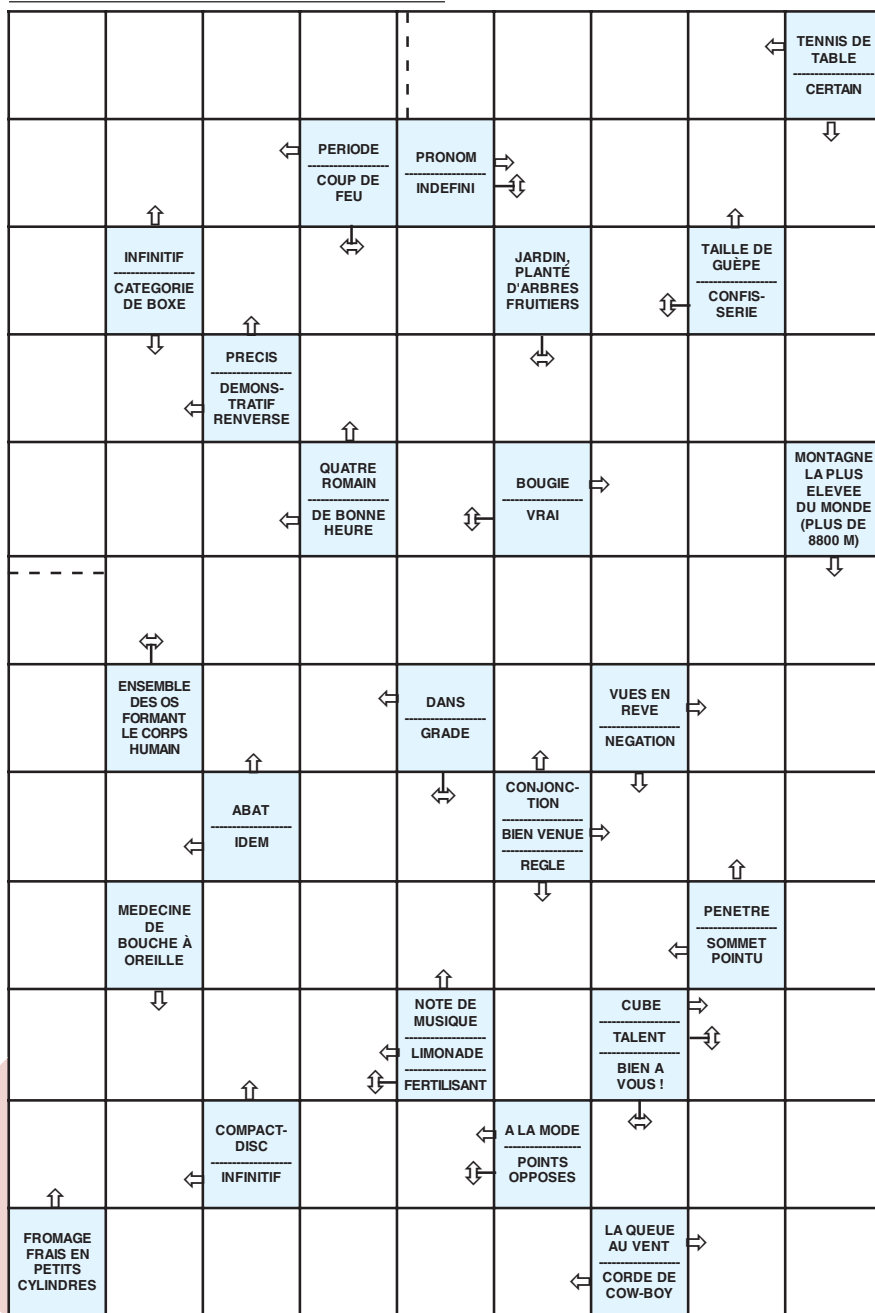 TENNIS DE
TABLE
CERTAIN
PERIODE
COUP DE
FEU
PRONOM
INDEFINI
INFINITIF
CATEGORIE
DE BOXE
JARDIN,
PLANTÉ
D'ARBRES
FRUITIERS
TAILLE DE
GUÈPE
CONFIS-
SERIE
PRECIS
DEMONS-
TRATIF
RENVERSE
QUATRE
ROMAIN
DE BONNE
HEURE
BOUGIE
VRAI
MONTAGNE
LA PLUS
ELEVEE
DU MONDE
(PLUS DE
8800 M)
ENSEMBLE
DES OS
FORMANT
LE CORPS
HUMAIN
DANS
GRADE
VUES EN
REVE
NEGATION
ABAT
IDEM
CONJONC-
TION
BIEN VENUE
REGLE
MEDECINE
DE
BOUCHE À
OREILLE
PENETRE
SOMMET
POINTU
NOTE DE
MUSIQUE
LIMONADE
FERTILISANT
CUBE
TALENT
BIEN A
VOUS !
COMPACT-
DISC
INFINITIF
A LA MODE
POINTS
OPPOSES
FROMAGE
FRAIS EN
PETITS
CYLINDRES
LA QUEUE
AU VENT
CORDE DE
COW-BOY